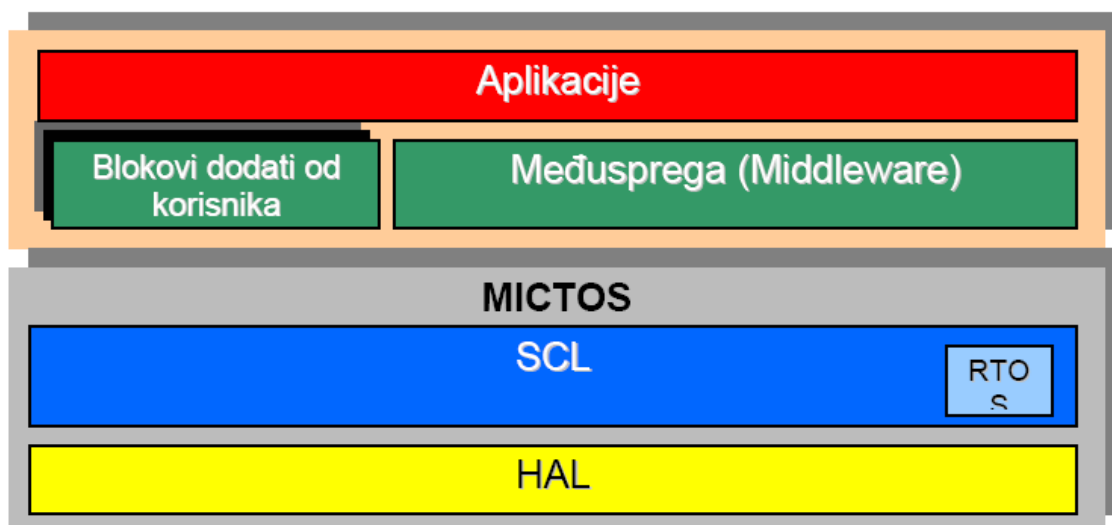 Aplikacije
Blokovi dodati od
korisnika
Međusprega (Middleware)
MICTOS
SCL
RTO
S
HAL